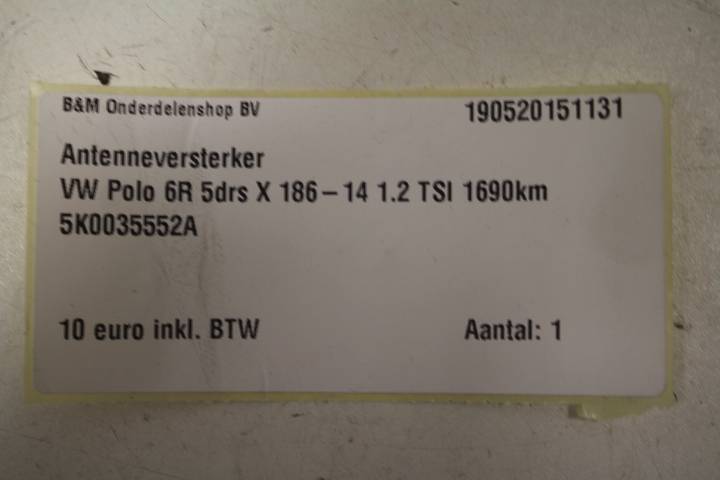 B&M Onderdelenshop BV 190520151131
Antenneversterker
VW Polo 6R 5drs X 186-14 1.2 TSI 1690km
5K0035552A
10 euro inkl. BTW Aantal: 1